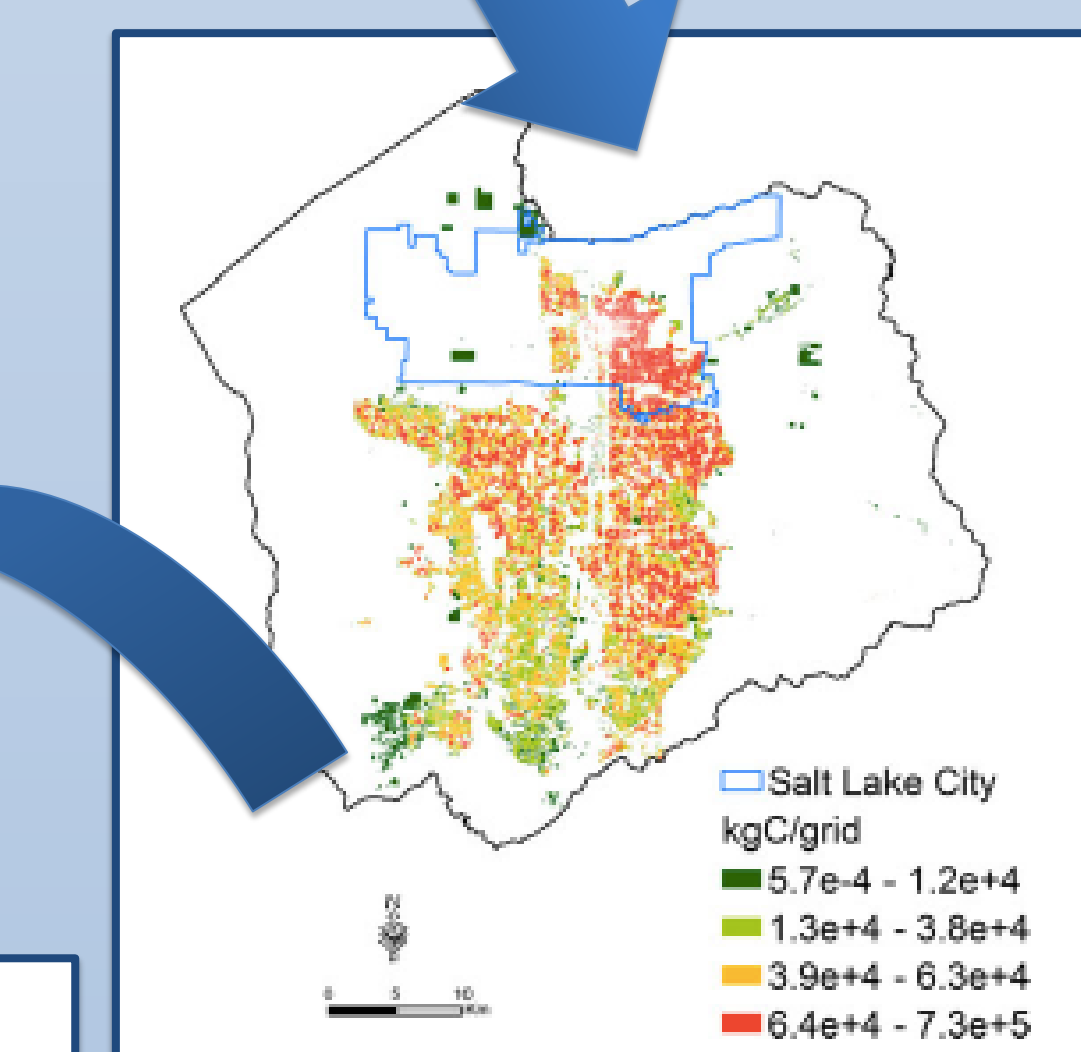 Salt Lake City
kgC/grid
5.7e-4 - 1.2e+4
1.3e+4 - 3.8e+4
3.9e+4 - 6.3e+4
6.4e+4 - 7.3e+5
N
0 5 10
Km